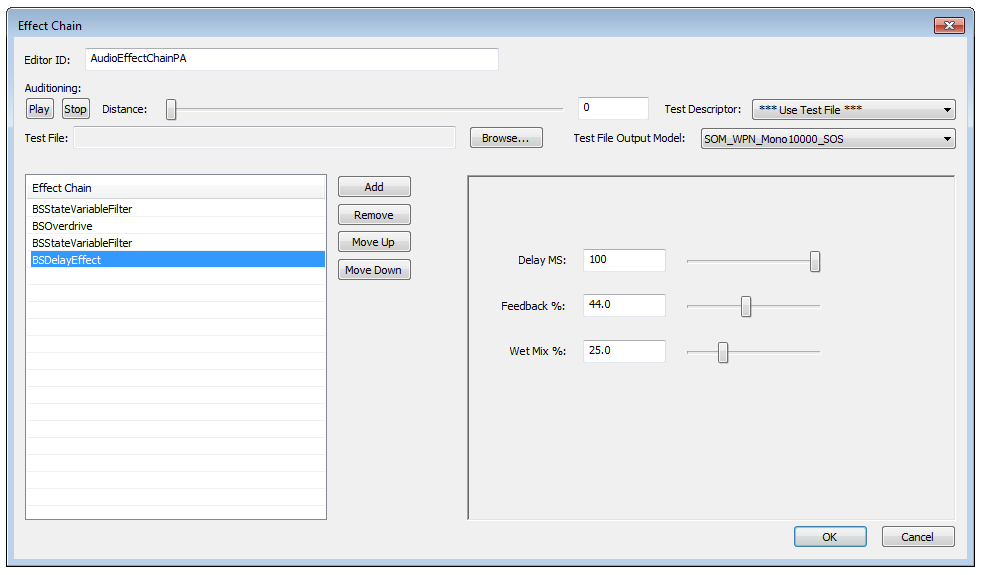 Effect Chain
Editor ID: AudioEffectChainPA
Auditioning:
Play Stop Distance: 0 Test Descriptor: *** Use Test File ***
Test File: Browse... Test File Output Model: SOM_WPN_Mono10000_SOS
Effect Chain
BSStateVariableFilter
BSOverdrive
BSStateVariableFilter
BSDelayEffect
Add
Remove
Move Up
Move Down
Delay MS: 100
Feedback %: 44.0
Wet Mix %: 25.0
OK Cancel